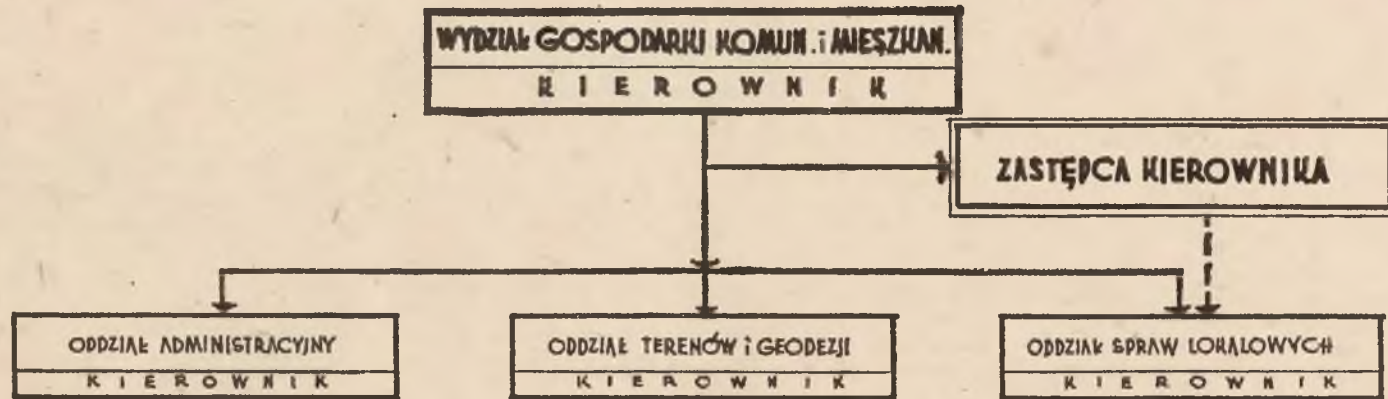 WYDZIAŁ GOSPODARKI KOMUN. i MIESZKAN.
KIEROWNIK
ZASTĘPCA KIEROWNIKA
ODDZIAŁ ADMINISTRACYJNY
KIEROWNIK
ODDZIAŁ TERENÓW i GEODEZJI
KIEROWNIK
ODDZIAŁ SPRAW LOKALOWYCH
KIEROWNIK